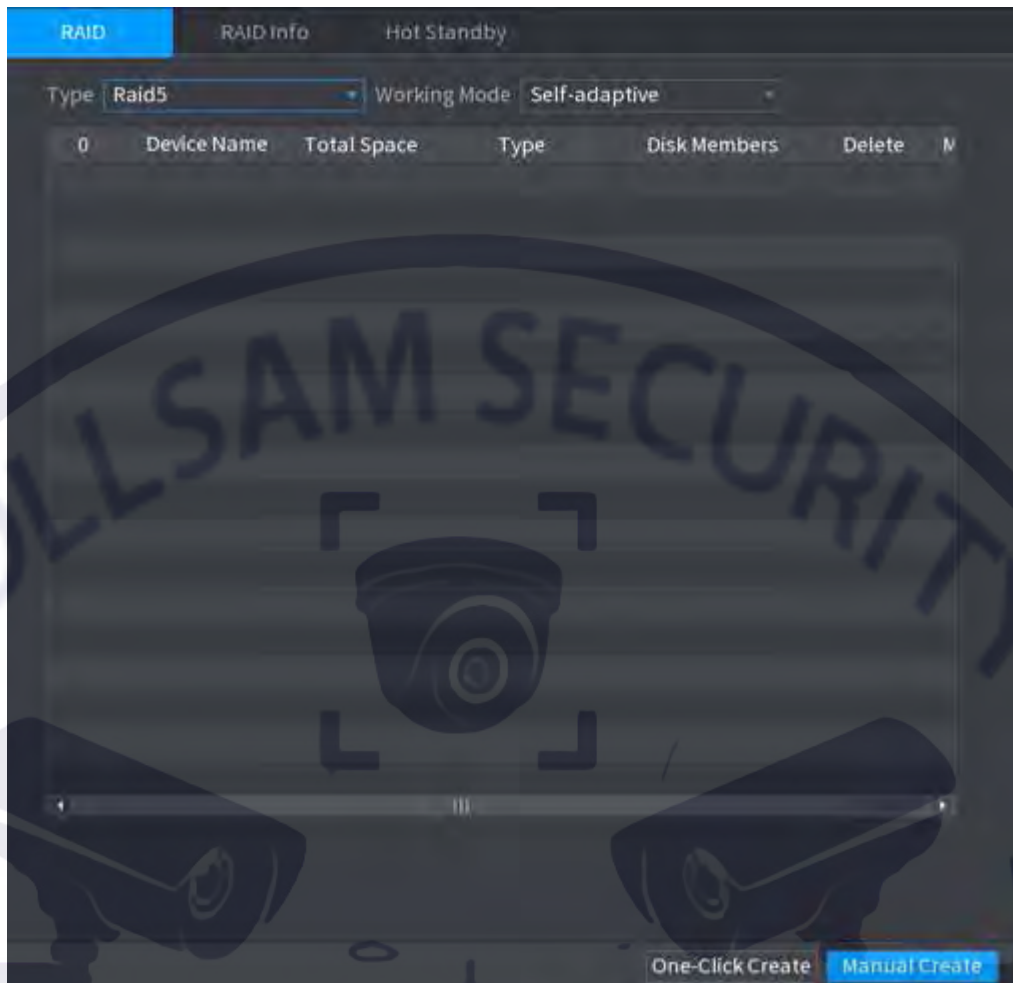 RAID RAID Info Hot Standby
Type Raid5 Working Mode Self-adaptive
0 Device Name Total Space Type Disk Members Delete M
LLSAM SECURITY
One-Click Create Manual Create